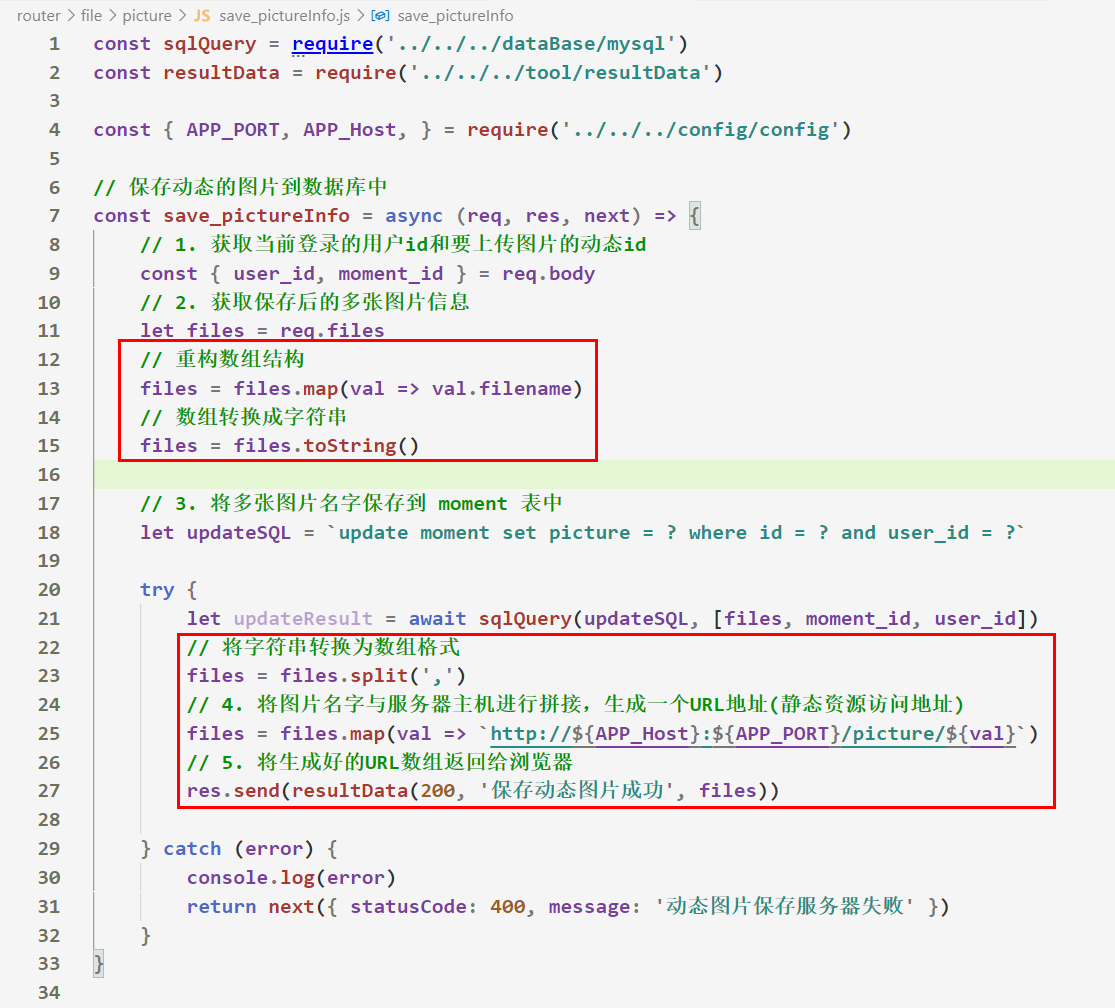 router > file > picture > JS save_pictureInfo.js > save_pictureInfo
1 const sqlQuery = require('../../../dataBase/mysql')
2 const resultData = require('../../../tool/resultData')
3
4 const { APP_PORT, APP_Host, } = require('../../../config/config')
5
6 // 保存动态的图片到数据库中
7 const save_pictureInfo = async (req, res, next) => {
8 // 1. 获取当前登录的用户id和要上传图片的动态id
9 const { user_id, moment_id } = req.body
10 // 2. 获取保存后的多张图片信息
11 let files = req.files
12 // 重构数组结构
13 files = files.map(val => val.filename)
14 // 数组转换成字符串
15 files = files.toString()
16
17 // 3. 将多张图片名字保存到 moment 表中
18 let updateSQL = `update moment set picture = ? where id = ? and user_id = ?`
19
20 try {
21 let updateResult = await sqlQuery(updateSQL, [files, moment_id, user_id])
22 // 将字符串转换为数组格式
23 files = files.split(',')
24 // 4. 将图片名字与服务器主机进行拼接，生成一个URL地址(静态资源访问地址)
25 files = files.map(val => `http://${APP_Host}:${APP_PORT}/picture/${val}`)
26 // 5. 将生成好的URL数组返回给浏览器
27 res.send(resultData(200, '保存动态图片成功', files))
28
29 } catch (error) {
30 console.log(error)
31 return next({ statusCode: 400, message: '动态图片保存服务器失败' })
32 }
33 }
34